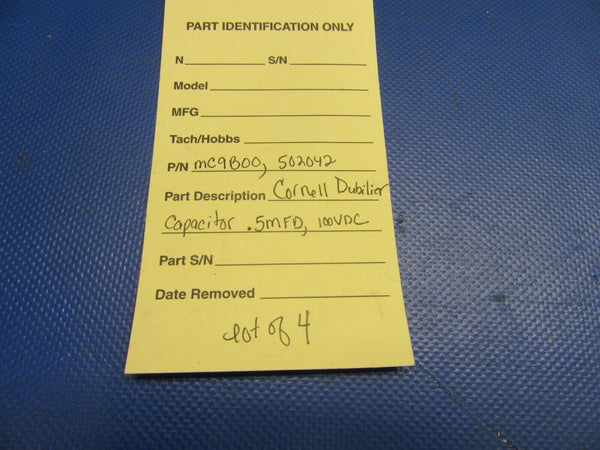 PART IDENTIFICATION ONLY
N S/N
Model
MFG
Tach/Hobbs
P/N MC9B00, 502042
Part Description Cornell Dubilier
Capacitor .5MFD, 100VDC
Part S/N
Date Removed
Lot of 4